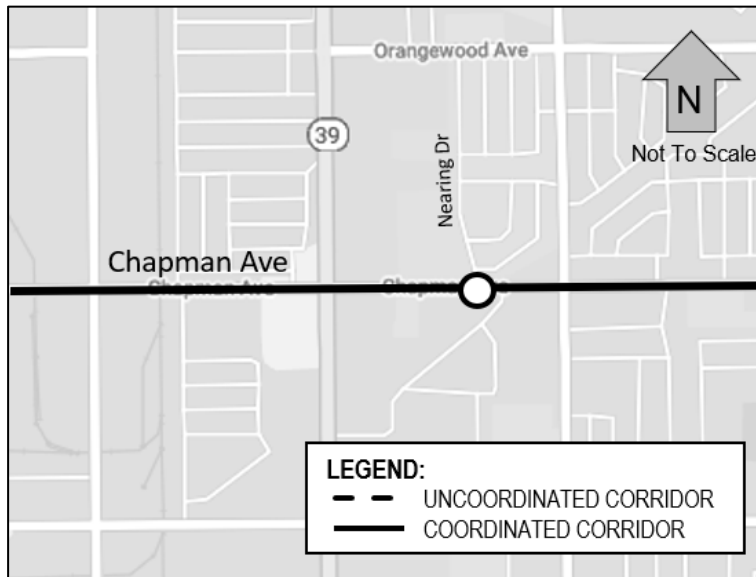 Orangewood Ave
N
Not To Scale
39
Nearing Dr
Chapman Ave
Chapman Ave
LEGEND:
UNCOORDINATED CORRIDOR
COORDINATED CORRIDOR